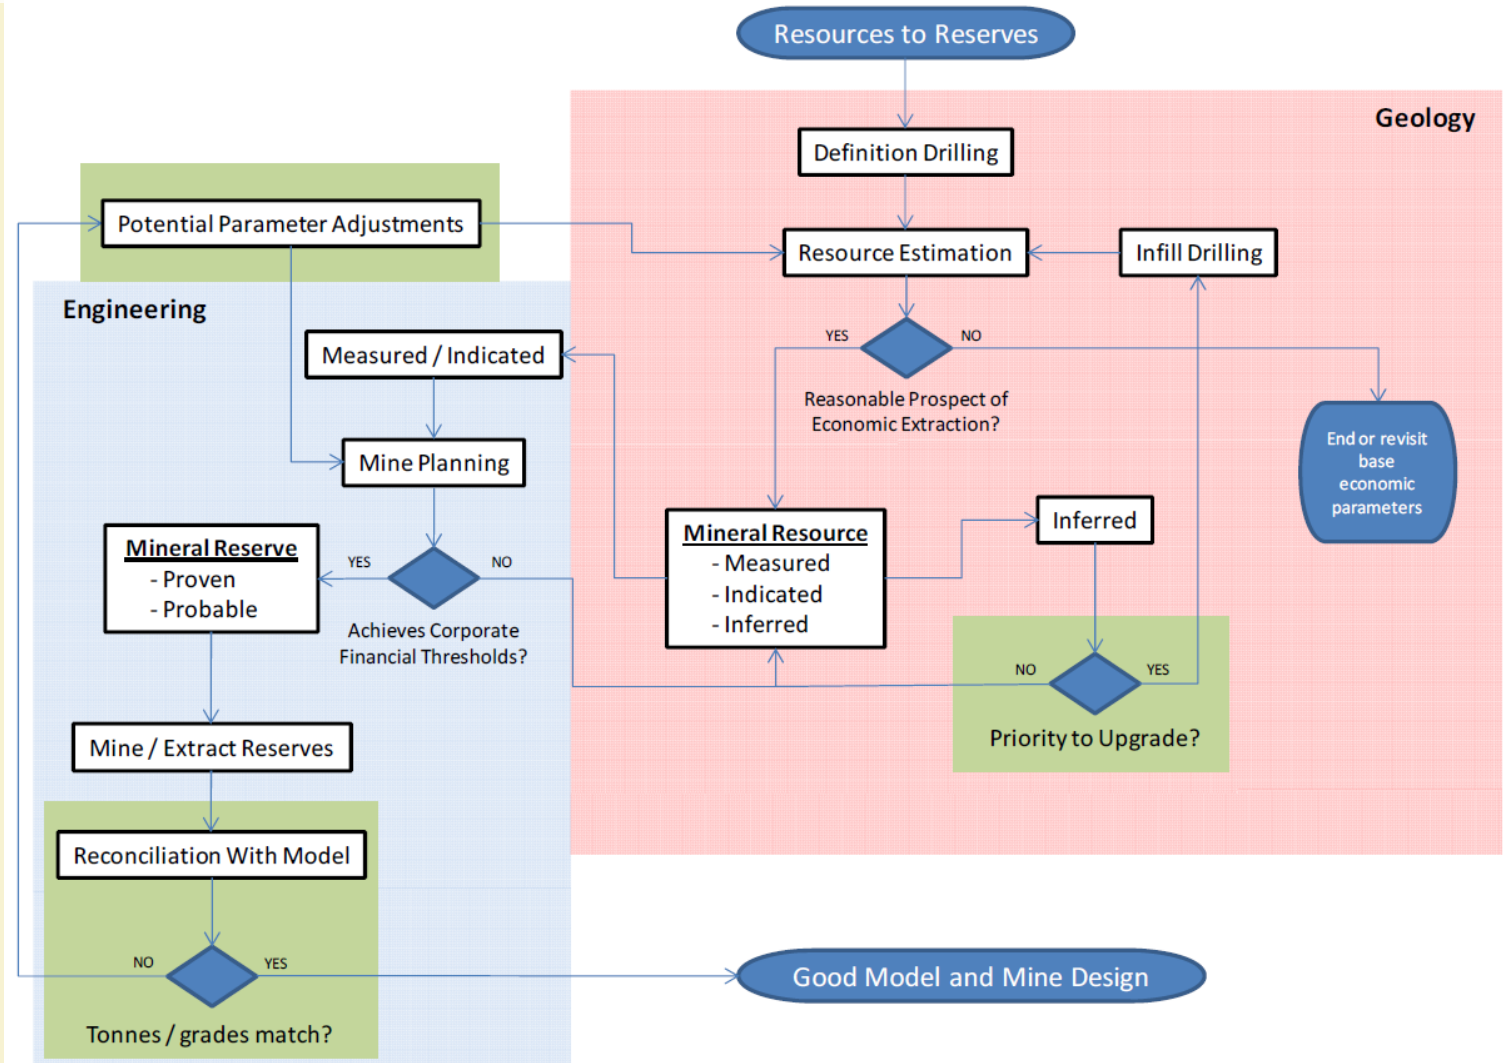 Resources to Reserves
Geology
Definition Drilling
Potential Parameter Adjustments
Resource Estimation
Infill Drilling
Engineering
YES
NO
Measured / Indicated
Reasonable Prospect of
Economic Extraction?
End or revisit
base
economic
parameters
Mine Planning
Mineral Resource
- Measured
- Indicated
- Inferred
Inferred
Mineral Reserve
- Proven
- Probable
YES
NO
Achieves Corporate
Financial Thresholds?
NO
YES
Priority to Upgrade?
Mine / Extract Reserves
Reconciliation With Model
NO
YES
Good Model and Mine Design
Tonnes / grades match?